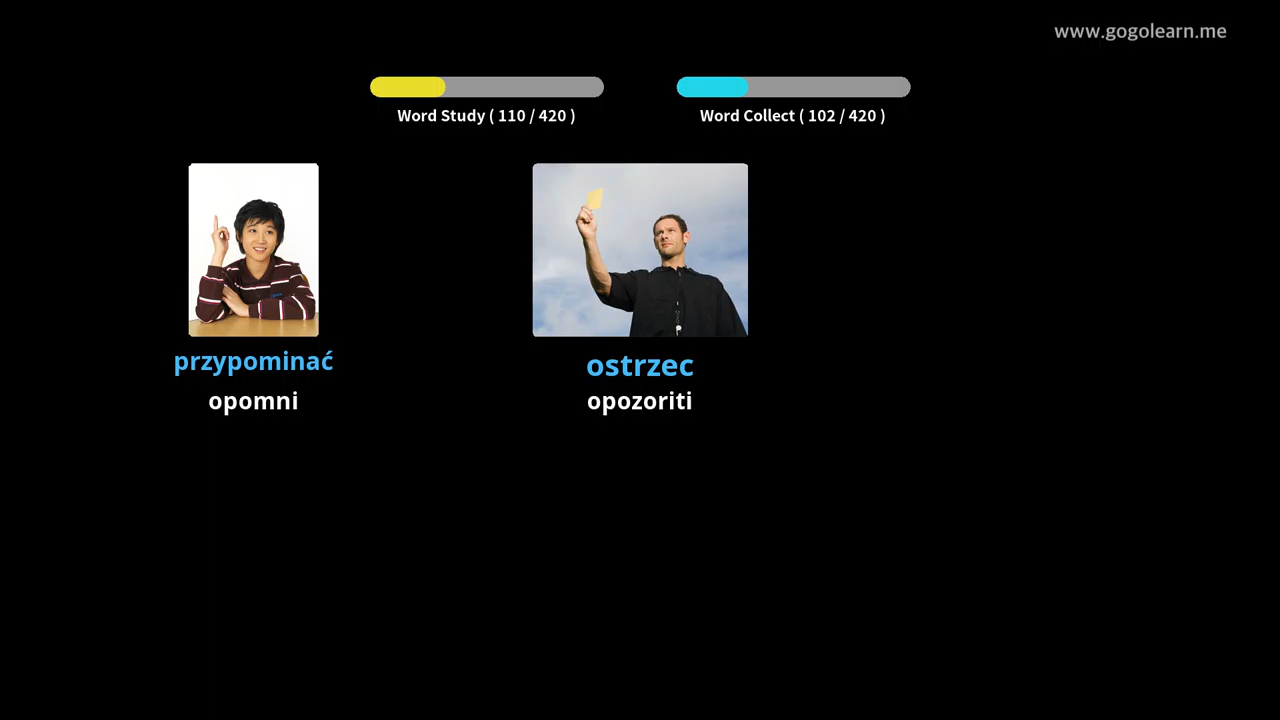 www.gogolearn.me
Word Study ( 110 / 420 )
Word Collect ( 102 / 420 )
przypominać
ostrzec
opomni
opozoriti